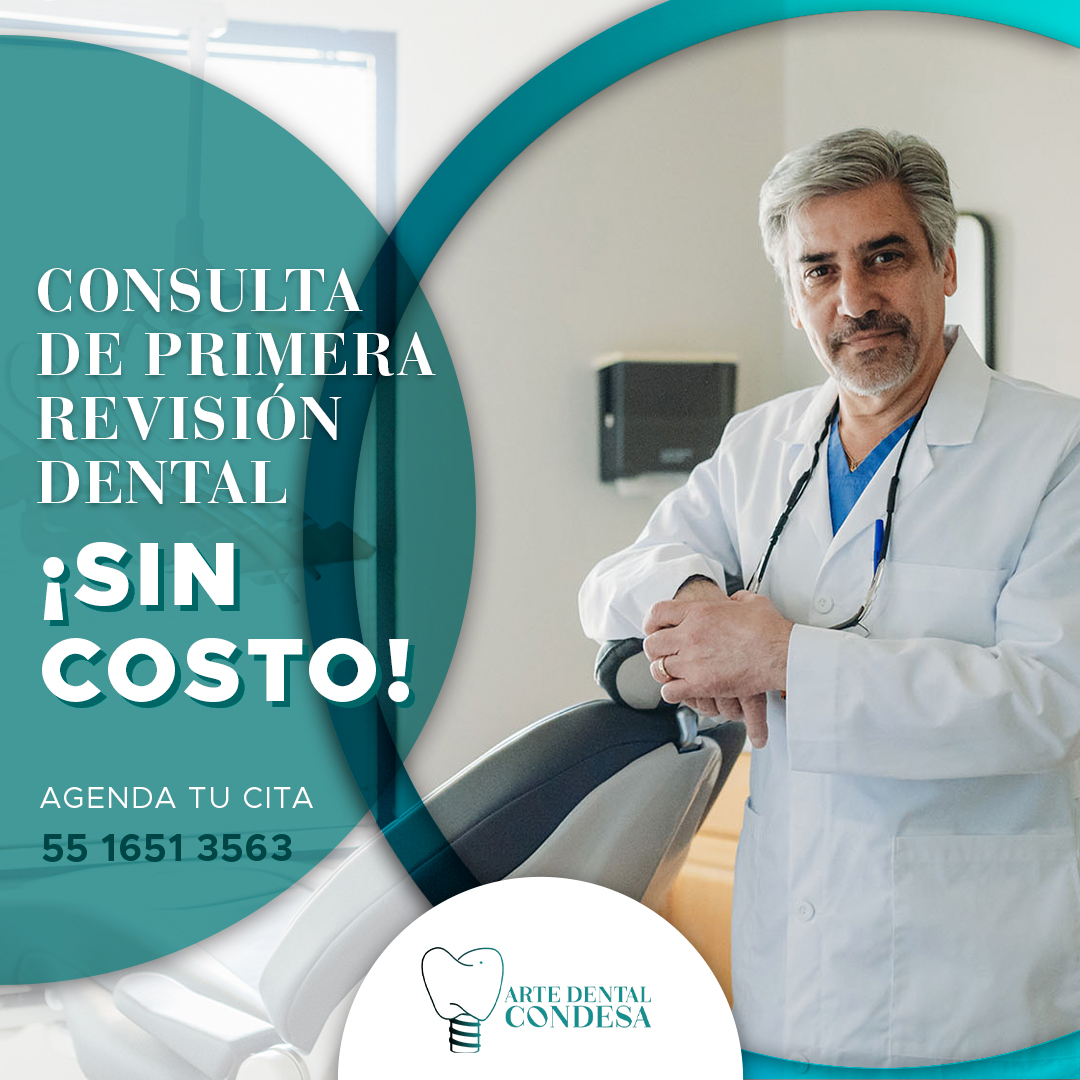 CONSULTA
DE PRIMERA
REVISIÓN
DENTAL
¡SIN
COSTO!
AGENDA TU CITA
55 1651 3563
ARTE DENTAL
CONDESA